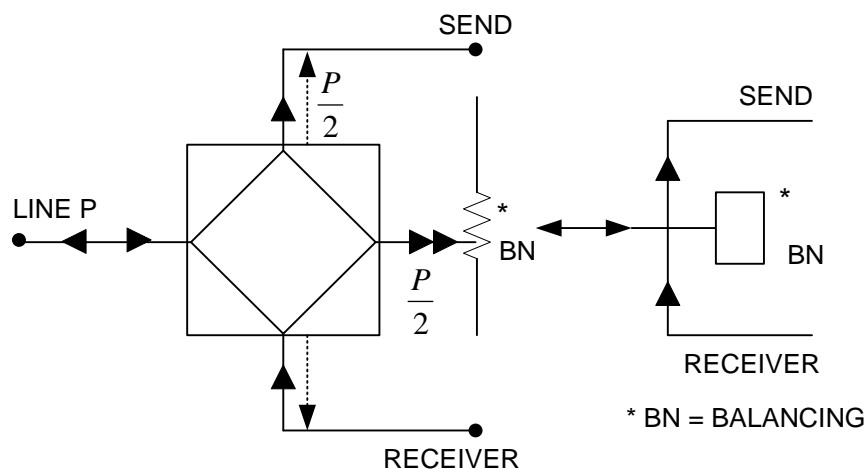 SEND
P/2
SEND
LINE P
*
BN
P/2
*
BN
RECEIVER
RECEIVER
* BN = BALANCING